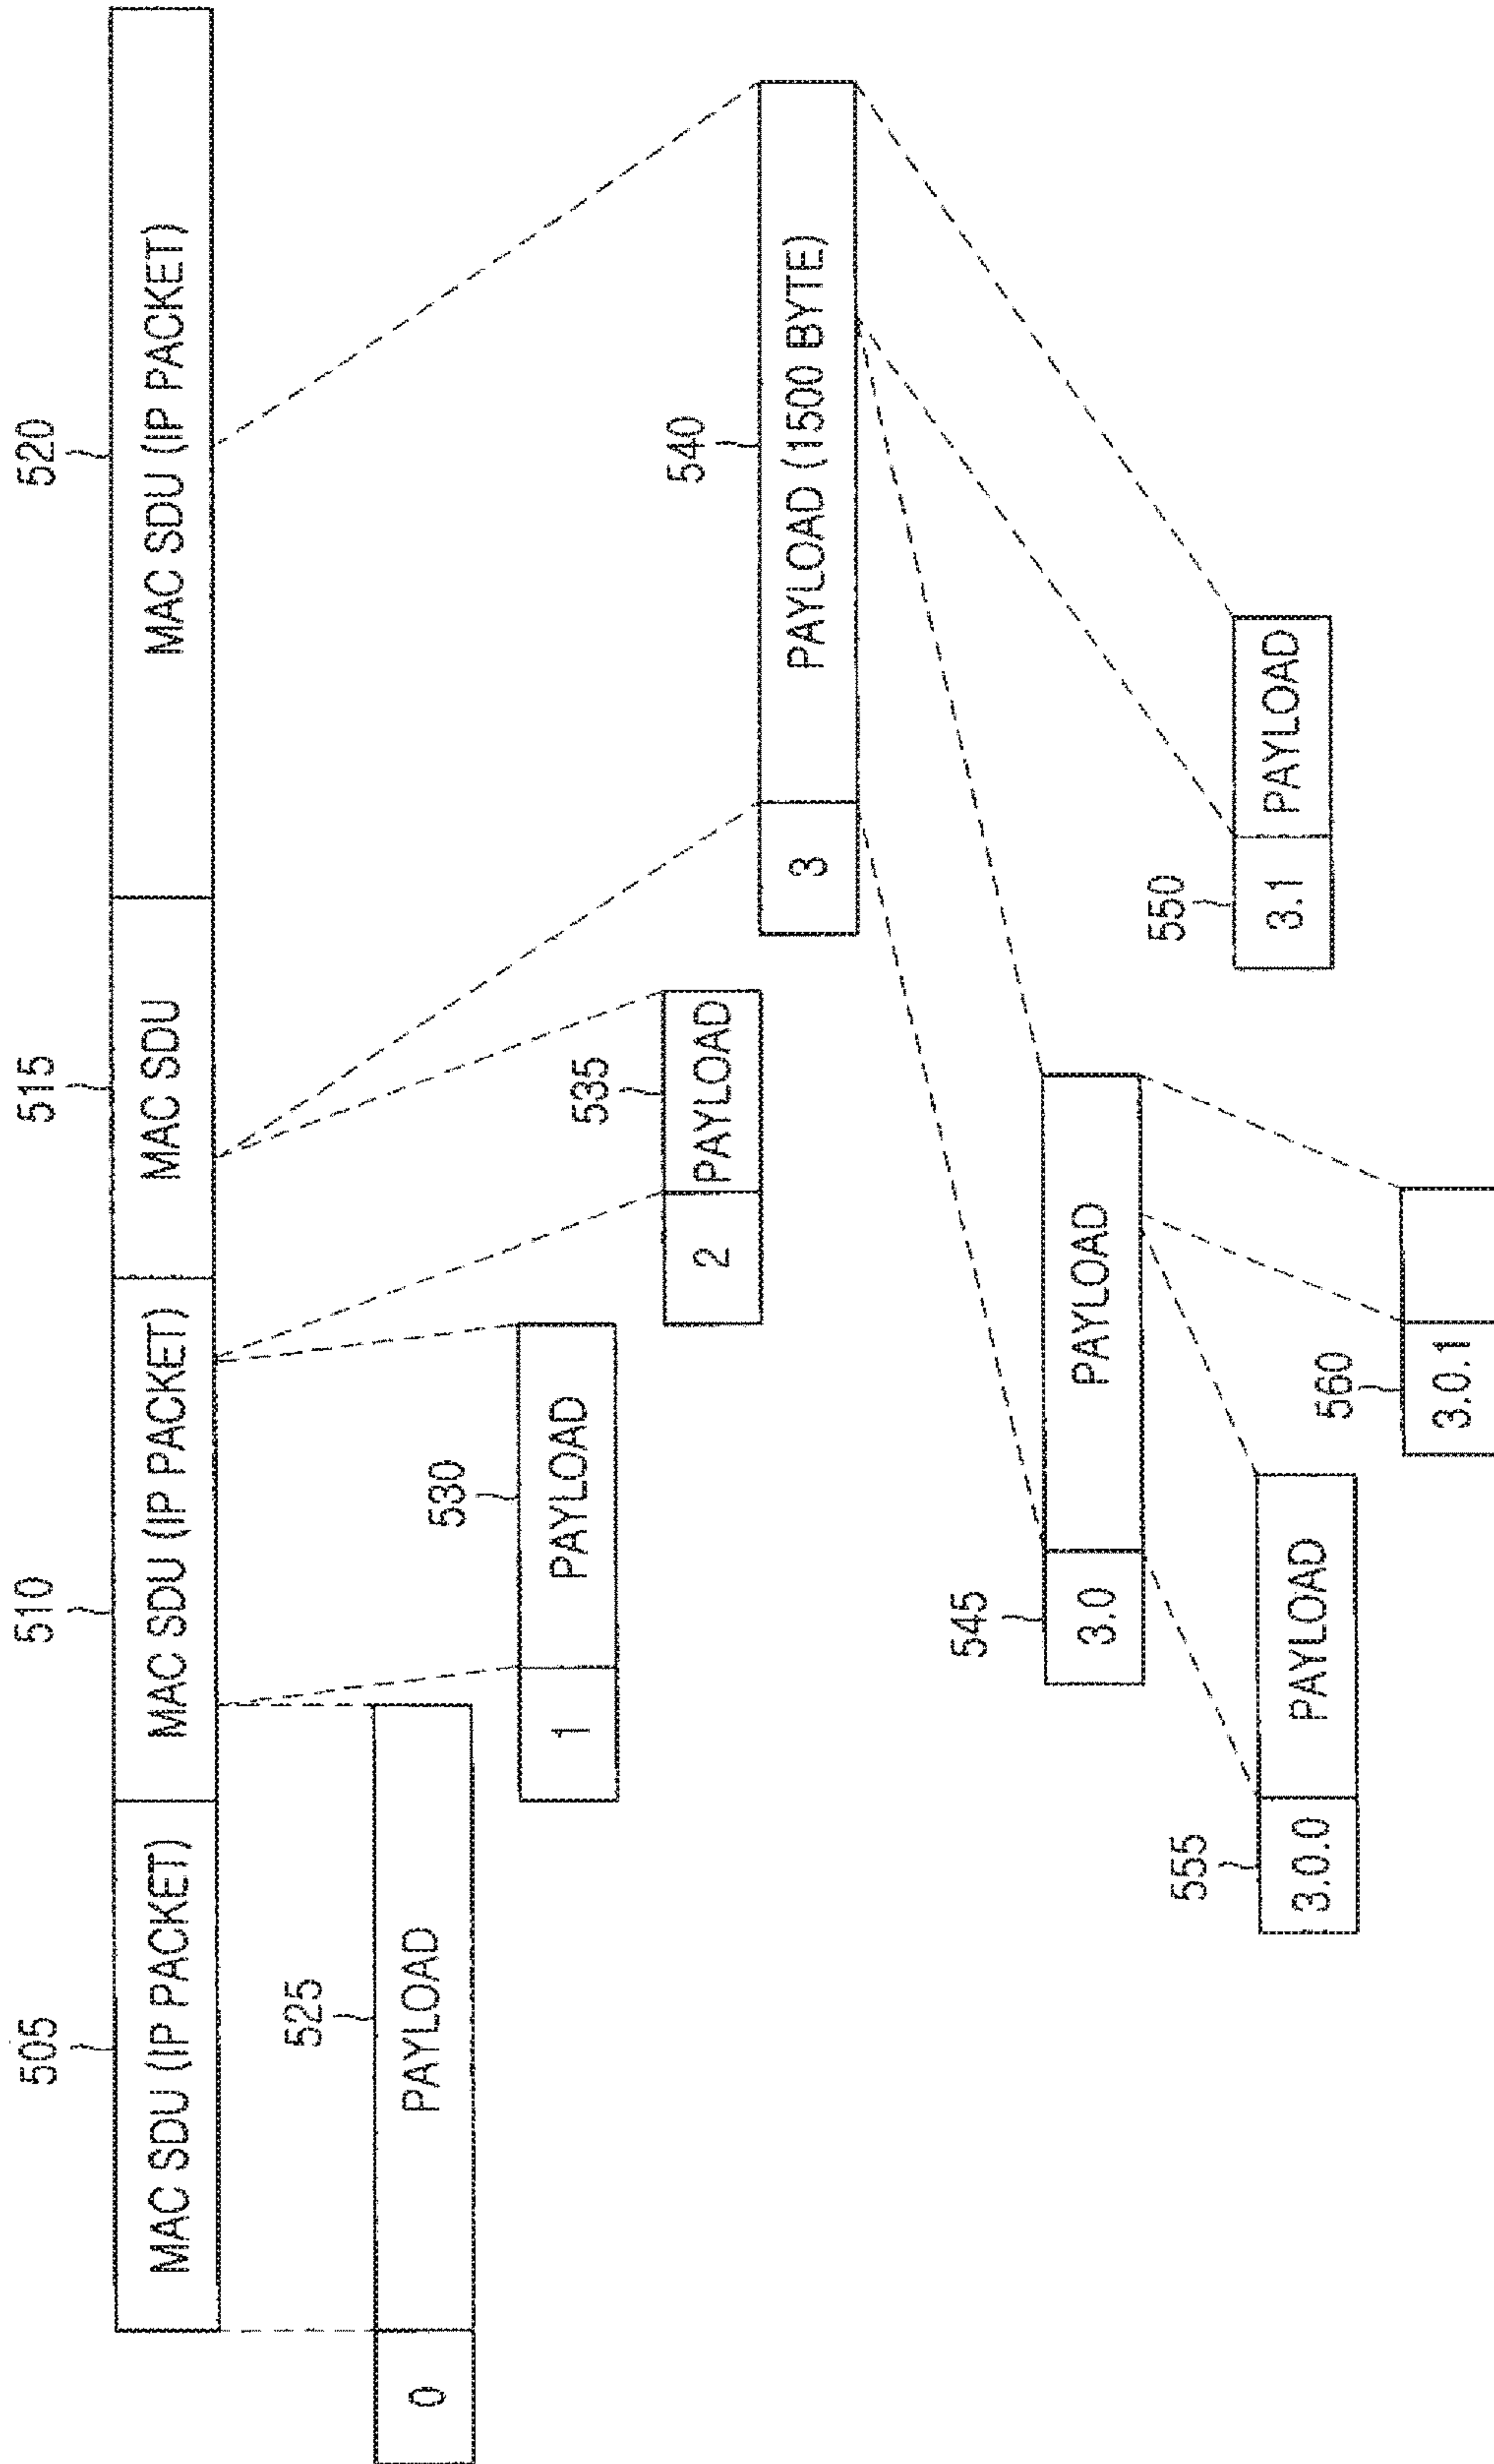 505
510
515
520
MAC SDU (IP PACKET)
MAC SDU (IP PACKET)
MAC SDU
MAC SDU (IP PACKET)
525
0
PAYLOAD
530
1
PAYLOAD
535
2
PAYLOAD
540
3
PAYLOAD (1500 BYTE)
545
3.0
PAYLOAD
550
3.1
PAYLOAD
555
3.0.0
PAYLOAD
560
3.0.1